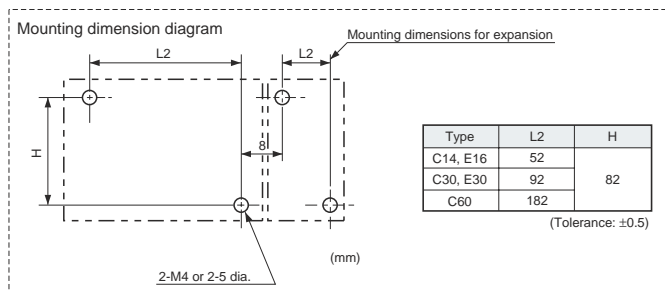 Mounting dimension diagram
L2
L2
Mounting dimensions for expansion
H
8
Type L2 H
C14, E16 52
C30, E30 92 82
C60 182
(Tolerance: ±0.5)
(mm)
2-M4 or 2-5 dia.